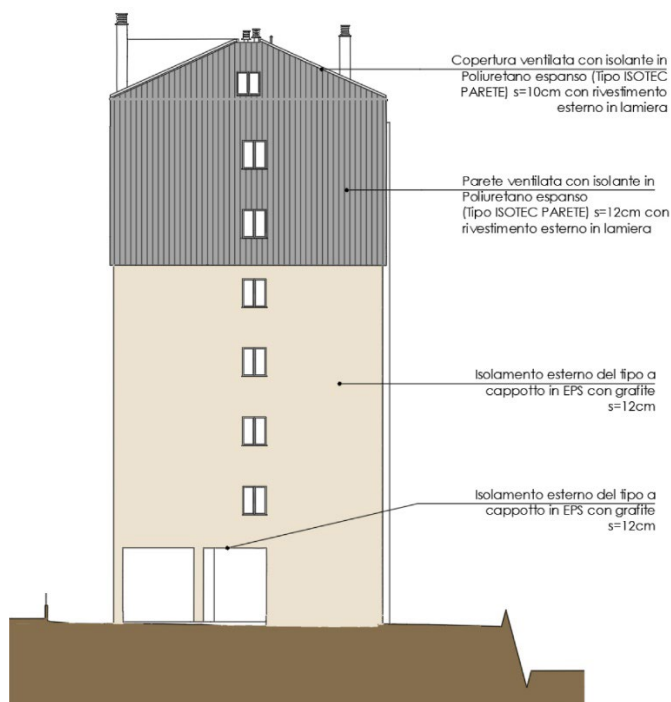 Copertura ventilata con isolante in
Poliuretano espanso (Tipo ISOTEC
PARETE) s=10cm con rivestimento
esterno in lamiera
Parete ventilata con isolante in
Poliuretano espanso
(Tipo ISOTEC PARETE) s=12cm con
rivestimento esterno in lamiera
Isolamento esterno del tipo a
cappotto in EPS con grafite
s=12cm
Isolamento esterno del tipo a
cappotto in EPS con grafite
s=12cm